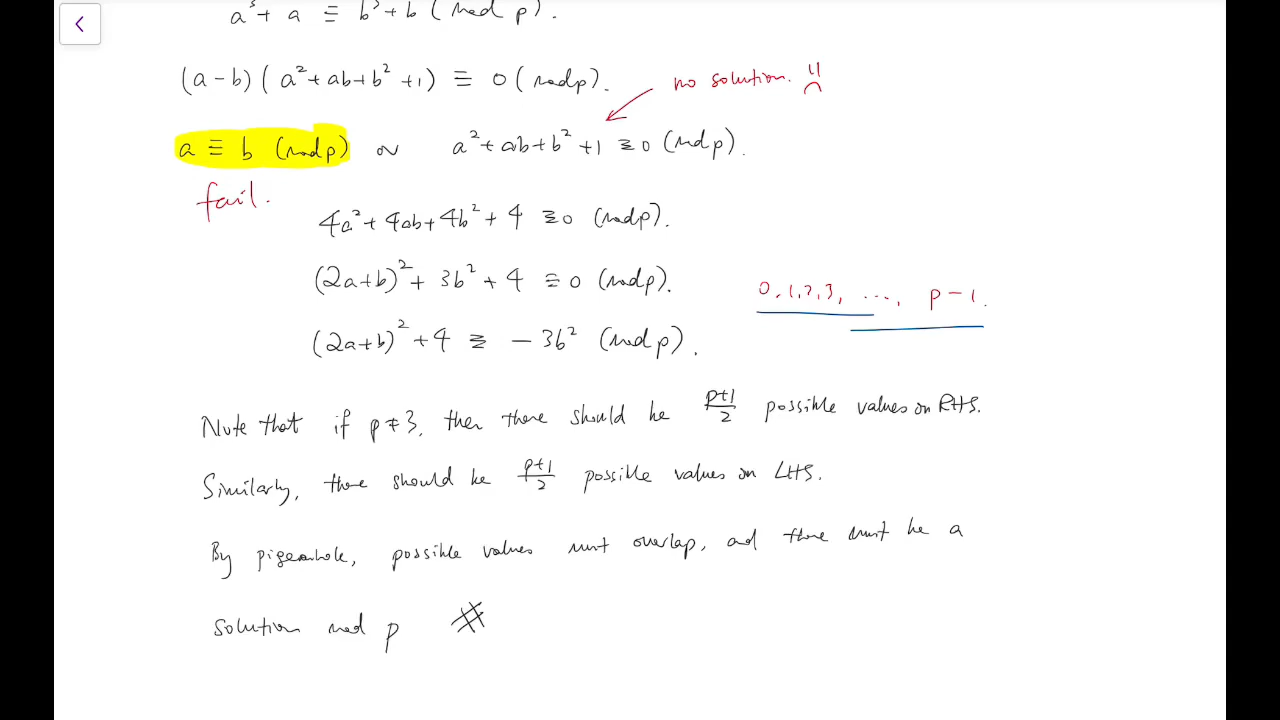 a³ + a ≡ b³ + b (mod p).
(a - b)(a² + ab + b² + 1) ≡ 0 (mod p).
no solution.
a ≡ b (mod p) or a² + ab + b² + 1 ≡ 0 (mod p).
fail.
4a² + 4ab + 4b² + 4 ≡ 0 (mod p).
(2a+b)² + 3b² + 4 ≡ 0 (mod p).
0, 1, 2, 3, ..., p - 1.
(2a+b)² + 4 ≡ - 3b² (mod p).
Note that if p ≠ 3, then there should be (p+1)/2 possible values on RHS.
Similarly, there should be (p+1)/2 possible values on LHS.
By pigeonhole, possible values must overlap, and there must be a
solution mod p #